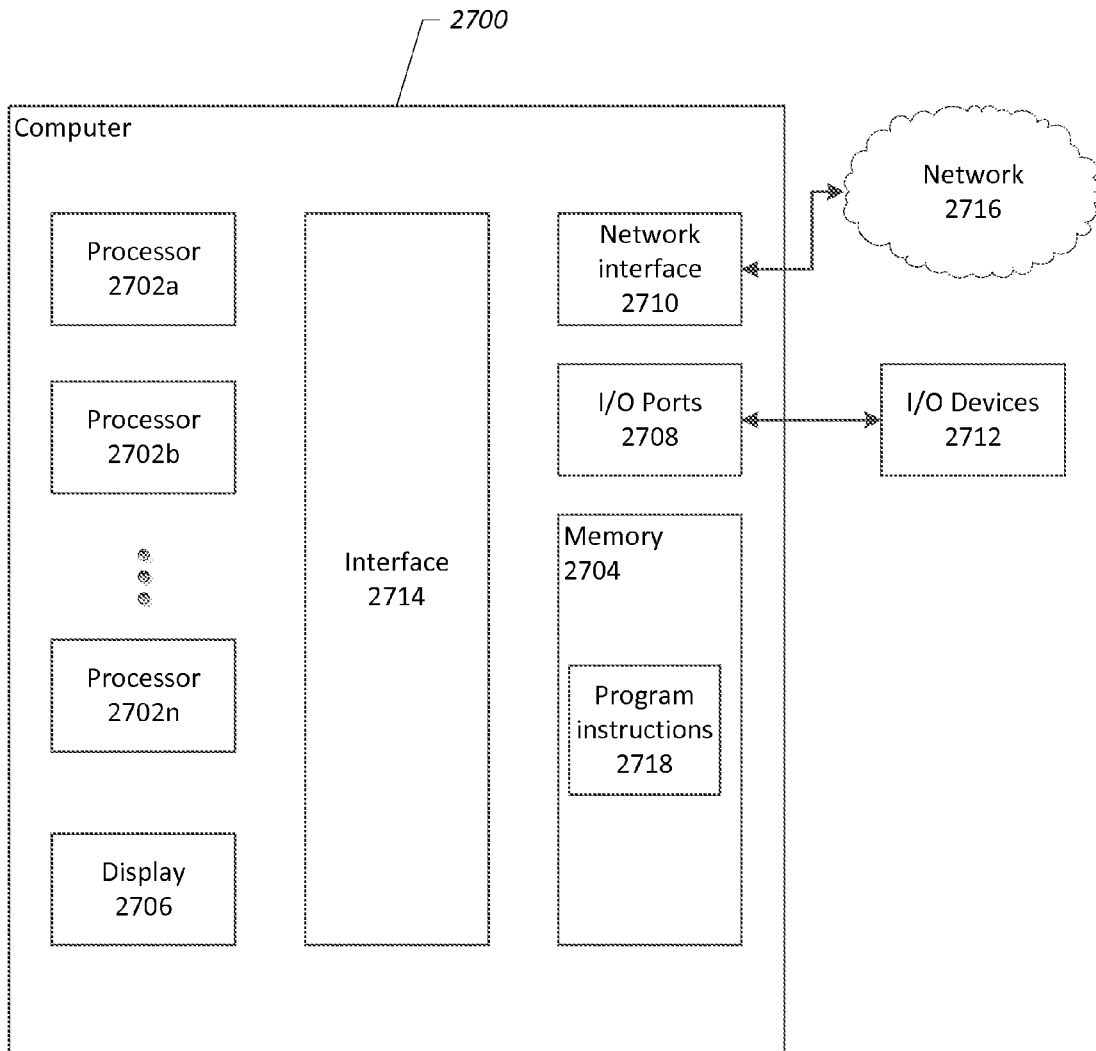 2700
Computer
Processor
2702a
Processor
2702b
Processor
2702n
Display
2706
Interface
2714
Network
interface
2710
I/O Ports
2708
Memory
2704
Program
instructions
2718
Network
2716
I/O Devices
2712